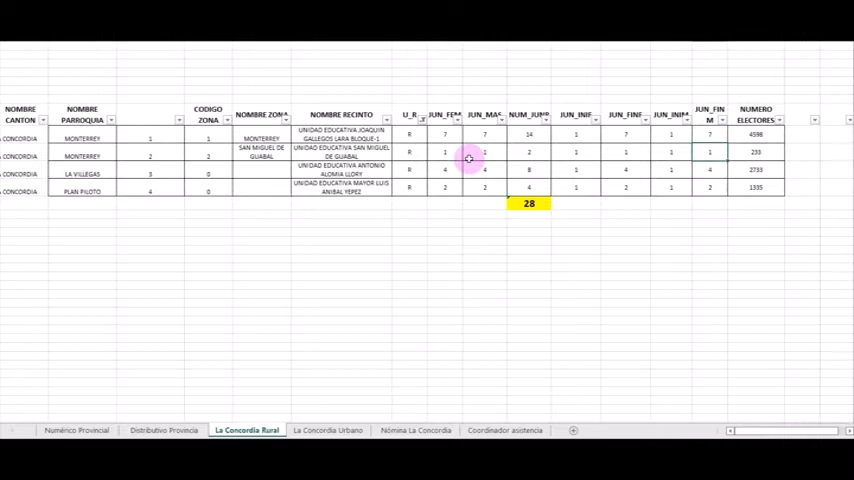 NOMBRE CANTON NOMBRE PARROQUIA CODIGO ZONA NOMBRE ZONA NOMBRE RECINTO U_R JUN_FEM JUN_MAS NUM_JUNR JUN_INIF JUN_FINF JUN_INIM JUN_FIN M NUMERO ELECTORES
CONCORDIA MONTERREY 1 1 MONTERREY UNIDAD EDUCATIVA JOAQUIN GALLEGOS LARA BLOQUE-1 R 7 7 14 1 7 1 7 4598
CONCORDIA MONTERREY 2 2 SAN MIGUEL DE GUABAL UNIDAD EDUCATIVA SAN MIGUEL DE GUABAL R 1 1 2 1 1 1 1 233
CONCORDIA LA VILLEGAS 3 0 UNIDAD EDUCATIVA ANTONIO ALOMIA LLORY R 4 4 8 1 4 1 4 2733
CONCORDIA PLAN PILOTO 4 0 UNIDAD EDUCATIVA MAYOR LUIS ANIBAL YEPEZ R 2 2 4 1 2 1 2 1335
28
Numérico Provincial Distributivo Provincia La Concordia Rural La Concordia Urbano Nómina La Concordia Coordinador asistencia